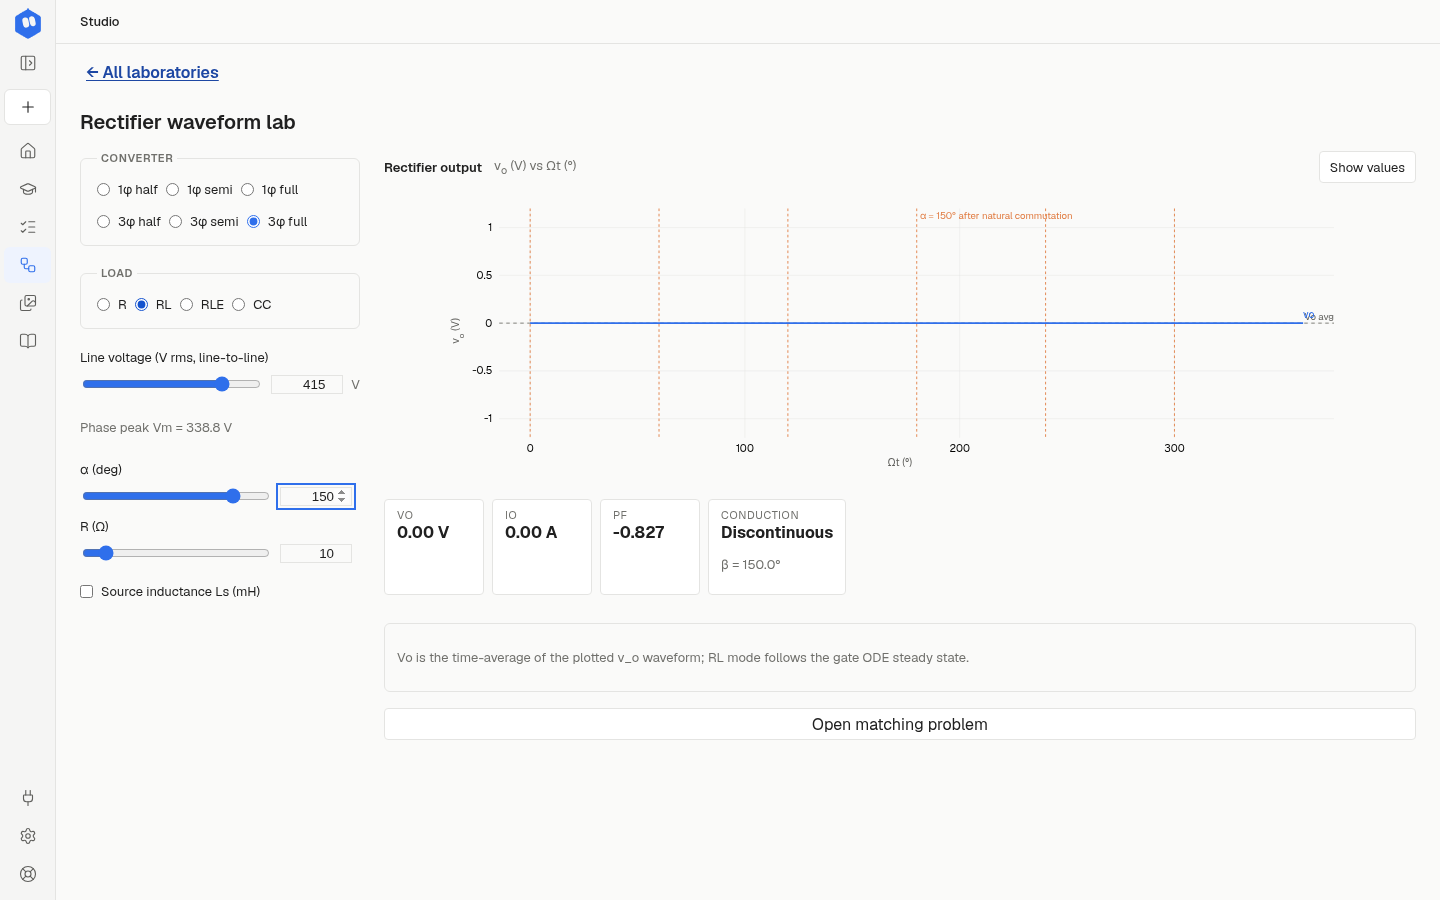 Studio
← All laboratories
Rectifier waveform lab
CONVERTER
1φ half 1φ semi 1φ full
3φ half 3φ semi 3φ full
LOAD
R RL RLE CC
Line voltage (V rms, line-to-line)
415 V
Phase peak Vm = 338.8 V
α (deg)
150
R (Ω)
10
Source inductance Ls (mH)
Rectifier output vo (V) vs Ωt (°)
Show values
α = 150° after natural commutation
1
0.5
0
-0.5
-1
vo (V)
Vo avg
0 100 200 300
Ωt (°)
VO
0.00 V
IO
0.00 A
PF
-0.827
CONDUCTION
Discontinuous
β = 150.0°
Vo is the time-average of the plotted v_o waveform; RL mode follows the gate ODE steady state.
Open matching problem